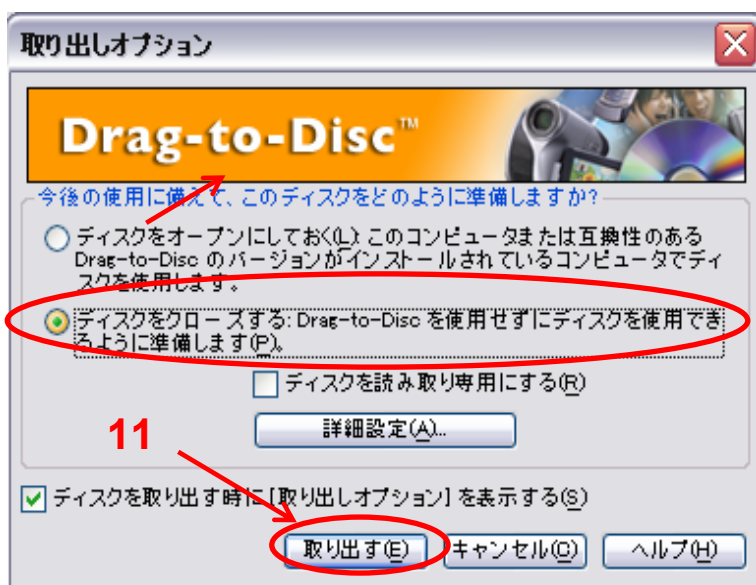 取り出しオプション
Drag-to-Disc™
今後の使用に備えて、このディスクをどのように準備しますか?
ディスクをオープンにしておく(L): このコンピュータまたは互換性のある
Drag-to-Disc のバージョンがインストールされているコンピュータでディ
スクを使用します。
ディスクをクローズする: Drag-to-Disc を使用せずにディスクを使用でき
るように準備します(P)。
ディスクを読み取り専用にする(R)
11
詳細設定(A)...
ディスクを取り出す時に [取り出しオプション] を表示する(S)
取り出す(E) キャンセル(C) ヘルプ(H)